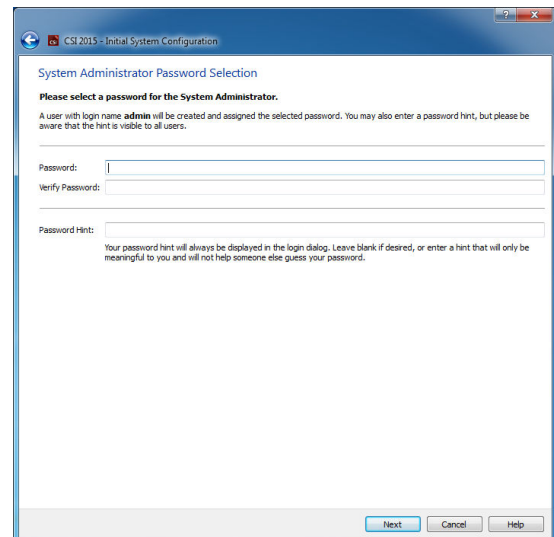 CSI 2015 - Initial System Configuration
System Administrator Password Selection
Please select a password for the System Administrator.
A user with login name admin will be created and assigned the selected password. You may also enter a password hint, but please be
aware that the hint is visible to all users.
Password:
Verify Password:
Password Hint:
Your password hint will always be displayed in the login dialog. Leave blank if desired, or enter a hint that will only be
meaningful to you and will not help someone else guess your password.
Next Cancel Help